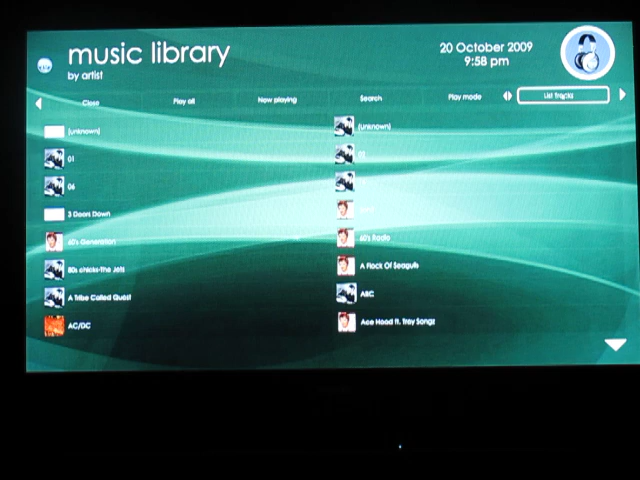 music library
by artist
20 October 2009
9:58 pm
Close
Play all
Now playing
Search
Play mode
List Tracks
(unknown)
(unknown)
01
06
3 Doors Down
60's Generation
60's Radio
80s chicks-The Jets
A Flock Of Seagulls
A Tribe Called Quest
ABC
AC/DC
Ace Hood ft. Trey Songz